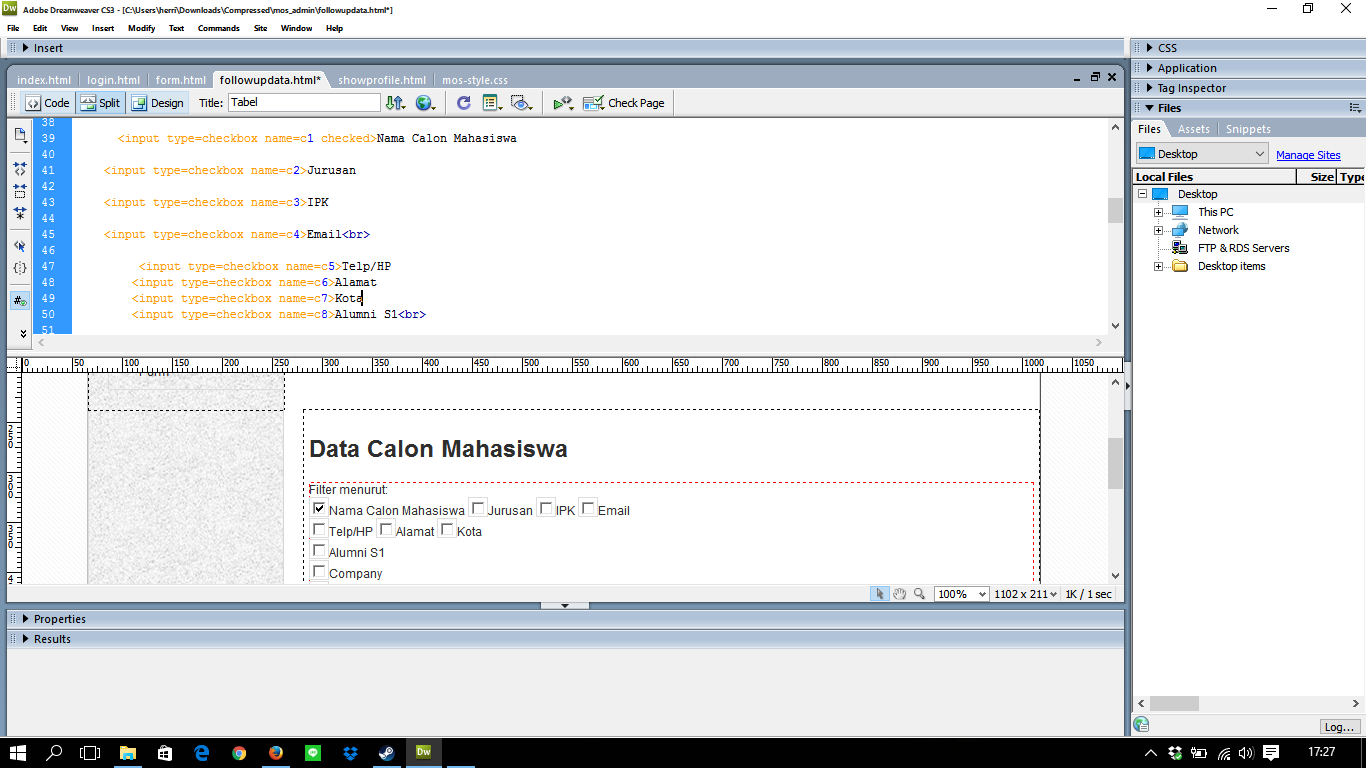 Dw Adobe Dreamweaver CS3 - [C:\Users\herri\Downloads\Compressed\mos_admin\followupdata.html*]
File Edit View Insert Modify Text Commands Site Window Help
Insert
index.html login.html form.html followupdata.html* showprofile.html mos-style.css
Code Split Design Title: Tabel Check Page
38
39 <input type=checkbox name=c1 checked>Nama Calon Mahasiswa
40
41 <input type=checkbox name=c2>Jurusan
42
43 <input type=checkbox name=c3>IPK
44
45 <input type=checkbox name=c4>Email<br>
46
47 <input type=checkbox name=c5>Telp/HP
48 <input type=checkbox name=c6>Alamat
49 <input type=checkbox name=c7>Kota
50 <input type=checkbox name=c8>Alumni S1<br>
51
0 50 100 150 200 250 300 350 400 450 500 550 600 650 700 750 800 850 900 950 1000 1050
250
300
350
4
Form
Data Calon Mahasiswa
Filter menurut:
Nama Calon Mahasiswa Jurusan IPK Email
Telp/HP Alamat Kota
Alumni S1
Company
100% 1102 x 211 1K / 1 sec
Properties
Results
CSS
Application
Tag Inspector
Files
Files Assets Snippets
Desktop Manage Sites
Local Files Size Type
Desktop
This PC
Network
FTP & RDS Servers
Desktop items
Log...
Dw
17:27